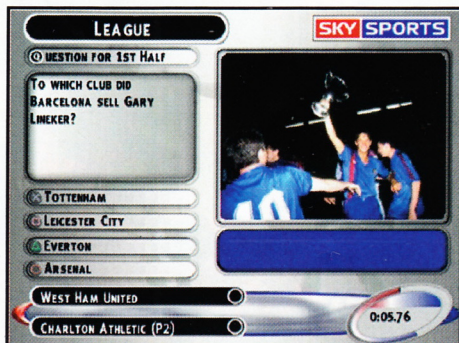 LEAGUE
SKY SPORTS
QUESTION FOR 1ST HALF
TO WHICH CLUB DID
BARCELONA SELL GARY
LINEKER?
10
TOTTENHAM
LEICESTER CITY
EVERTON
ARSENAL
WEST HAM UNITED
CHARLTON ATHLETIC (P2)
0:05.76